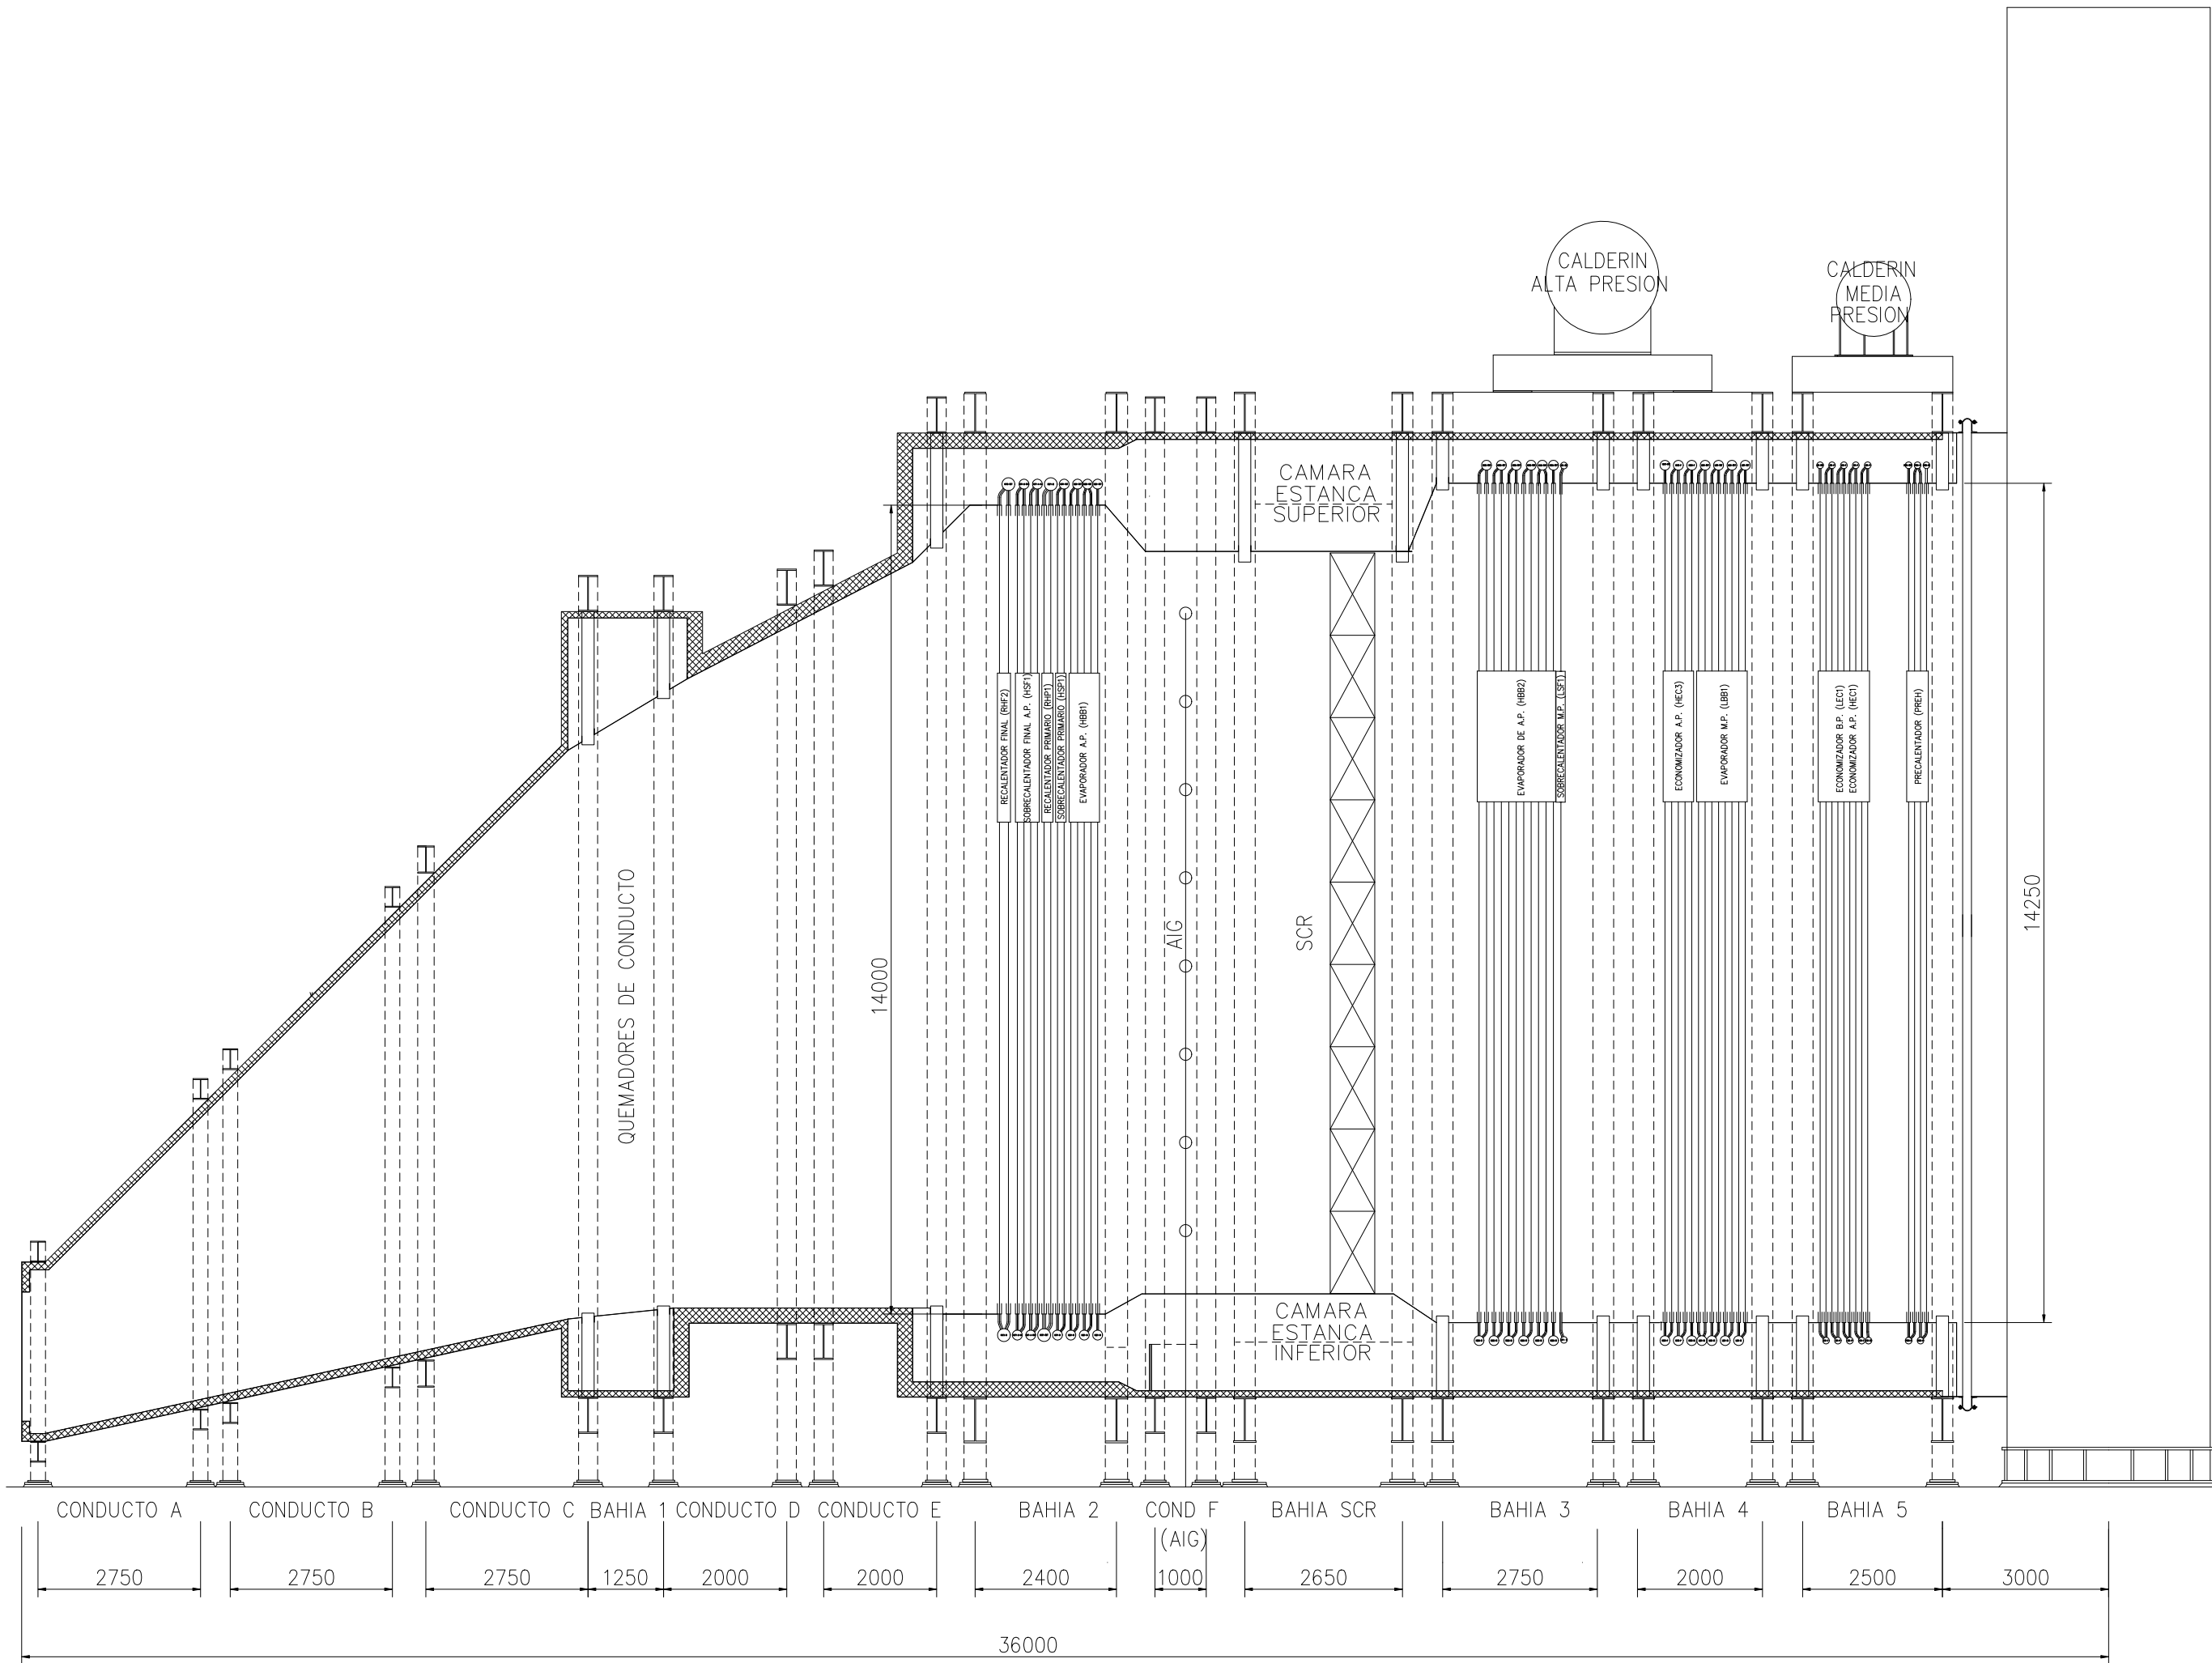 CALDERIN
ALTA PRESION
CALDERIN
MEDIA
PRESION
CAMARA
ESTANCA
SUPERIOR
RECALENTADOR FINAL (RHF2)
SOBRECALENTADOR FINAL A.P. (HSF1)
RECALENTADOR PRIMARIO (RHP1)
SOBRECALENTADOR PRIMARIO (HSP1)
EVAPORADOR A.P. (HBB1)
EVAPORADOR DE A.P. (HBB2)
SOBRECALENTADOR M.P. (LSF1)
ECONOMIZADOR A.P. (HEC3)
EVAPORADOR M.P. (LBB1)
ECONOMIZADOR B.P. (LEC1)
ECONOMIZADOR A.P. (HEC1)
PRECALENTADOR (PREH)
QUEMADORES DE CONDUCTO
14000
AIG
SCR
14250
CAMARA
ESTANCA
INFERIOR
CONDUCTO A
CONDUCTO B
CONDUCTO C
BAHIA 1
CONDUCTO D
CONDUCTO E
BAHIA 2
COND F
(AIG)
BAHIA SCR
BAHIA 3
BAHIA 4
BAHIA 5
2750
2750
2750
1250
2000
2000
2400
1000
2650
2750
2000
2500
3000
36000